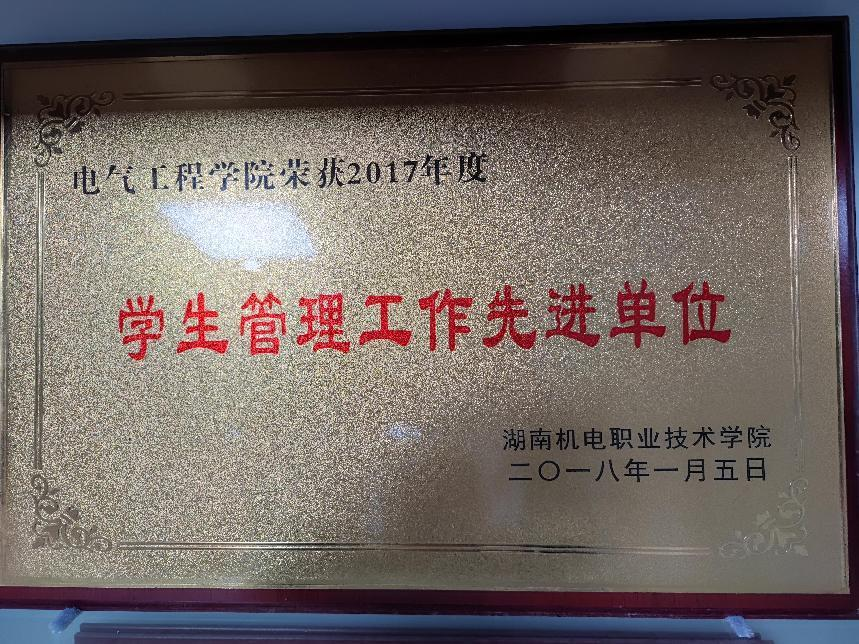 电气工程学院荣获2017年度
学生管理工作先进单位
湖南机电职业技术学院
二〇一八年一月五日